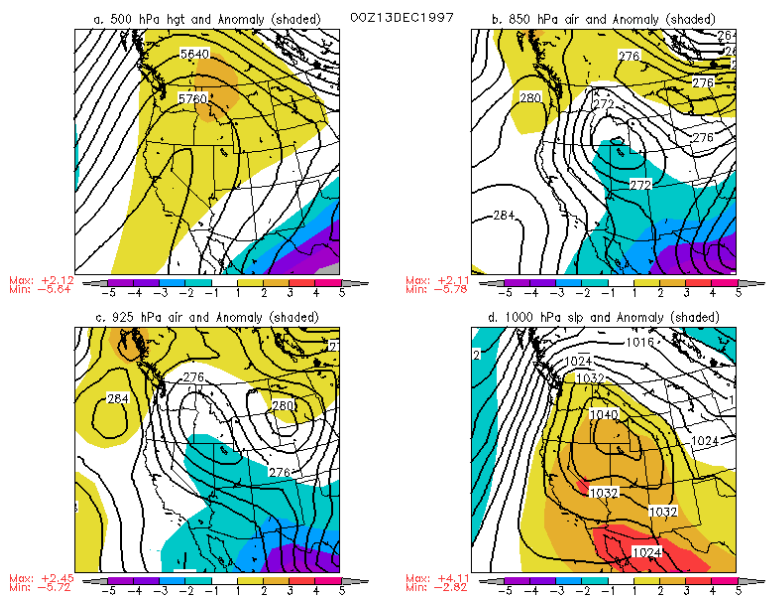 00Z13DEC1997
a. 500 hPa hgt and Anomaly (shaded)
5640
5760
Max: +2.12
Min: -5.64
-5 -4 -3 -2 -1 1 2 3 4 5
b. 850 hPa air and Anomaly (shaded)
264
276
276
280
272
276
272
284
Max: +2.11
Min: -5.78
-5 -4 -3 -2 -1 1 2 3 4 5
c. 925 hPa air and Anomaly (shaded)
276
284
280
276
Max: +2.45
Min: -5.72
-5 -4 -3 -2 -1 1 2 3 4 5
d. 1000 hPa slp and Anomaly (shaded)
1016
1024
1032
1040
1024
1032
1032
1024
Max: +4.11
Min: -2.82
-5 -4 -3 -2 -1 1 2 3 4 5